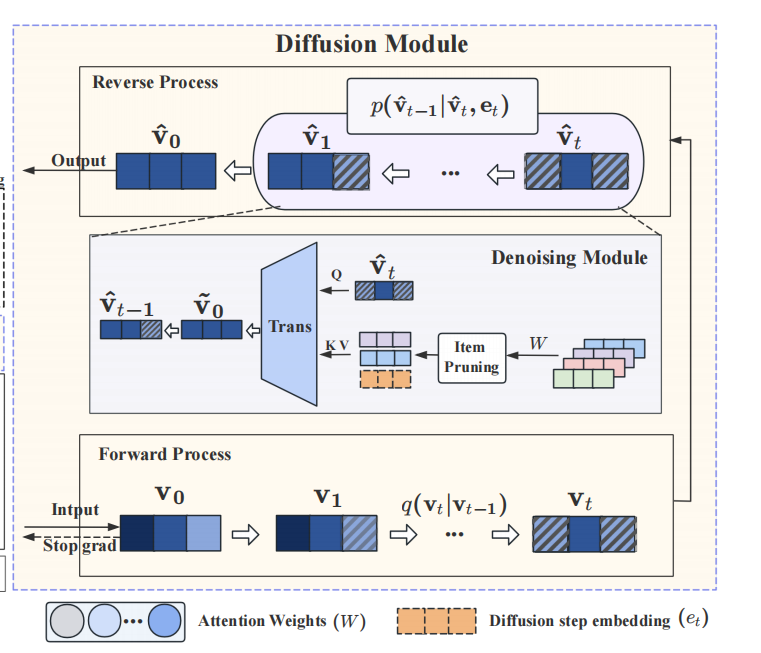 Diffusion Module
Reverse Process
p(v̂ₜ₋₁|v̂ₜ, eₜ)
v̂₀
v̂₁
v̂ₜ
Output
...
Denoising Module
Q
v̂ₜ
v̂ₜ₋₁
ṽ₀
Trans
K V
Item
Pruning
W
Forward Process
v₀
v₁
q(vₜ|vₜ₋₁)
vₜ
Intput
Stop grad
...
... Attention Weights (W)
Diffusion step embedding (eₜ)